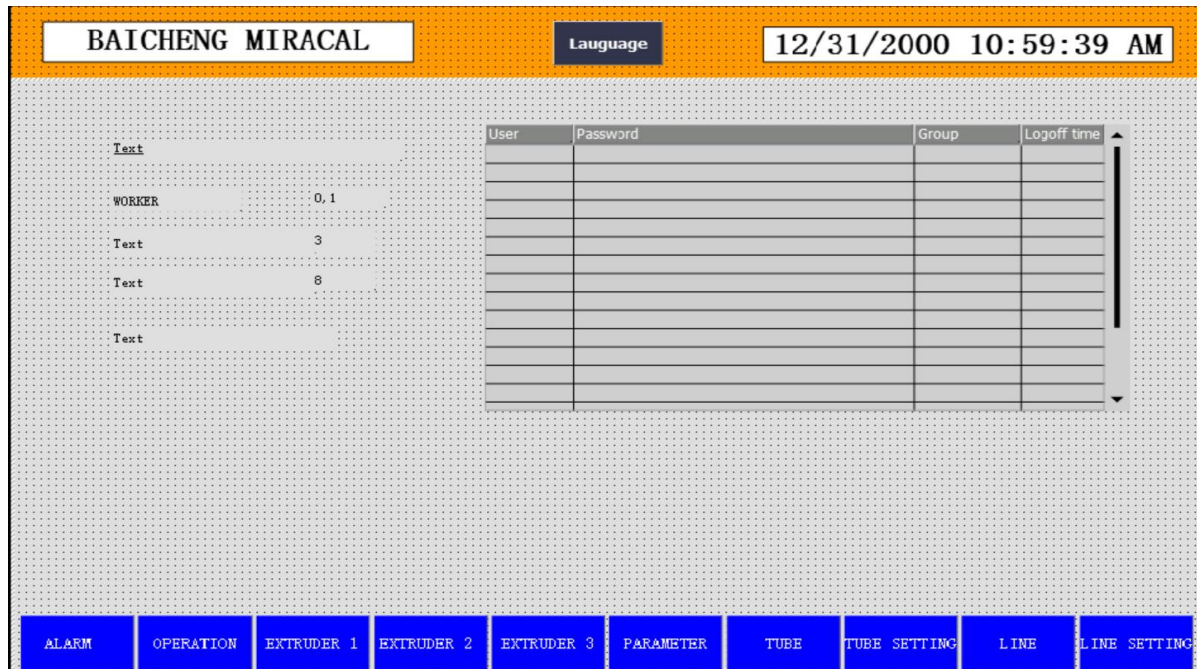 BAICHENG MIRACAL
Lauguage
12/31/2000 10:59:39 AM
User Password Group Logoff time
Text
WORKER 0,1
Text 3
Text 8
Text
ALARM OPERATION EXTRUDER 1 EXTRUDER 2 EXTRUDER 3 PARAMETER TUBE TUBE SETTING LINE LINE SETTING